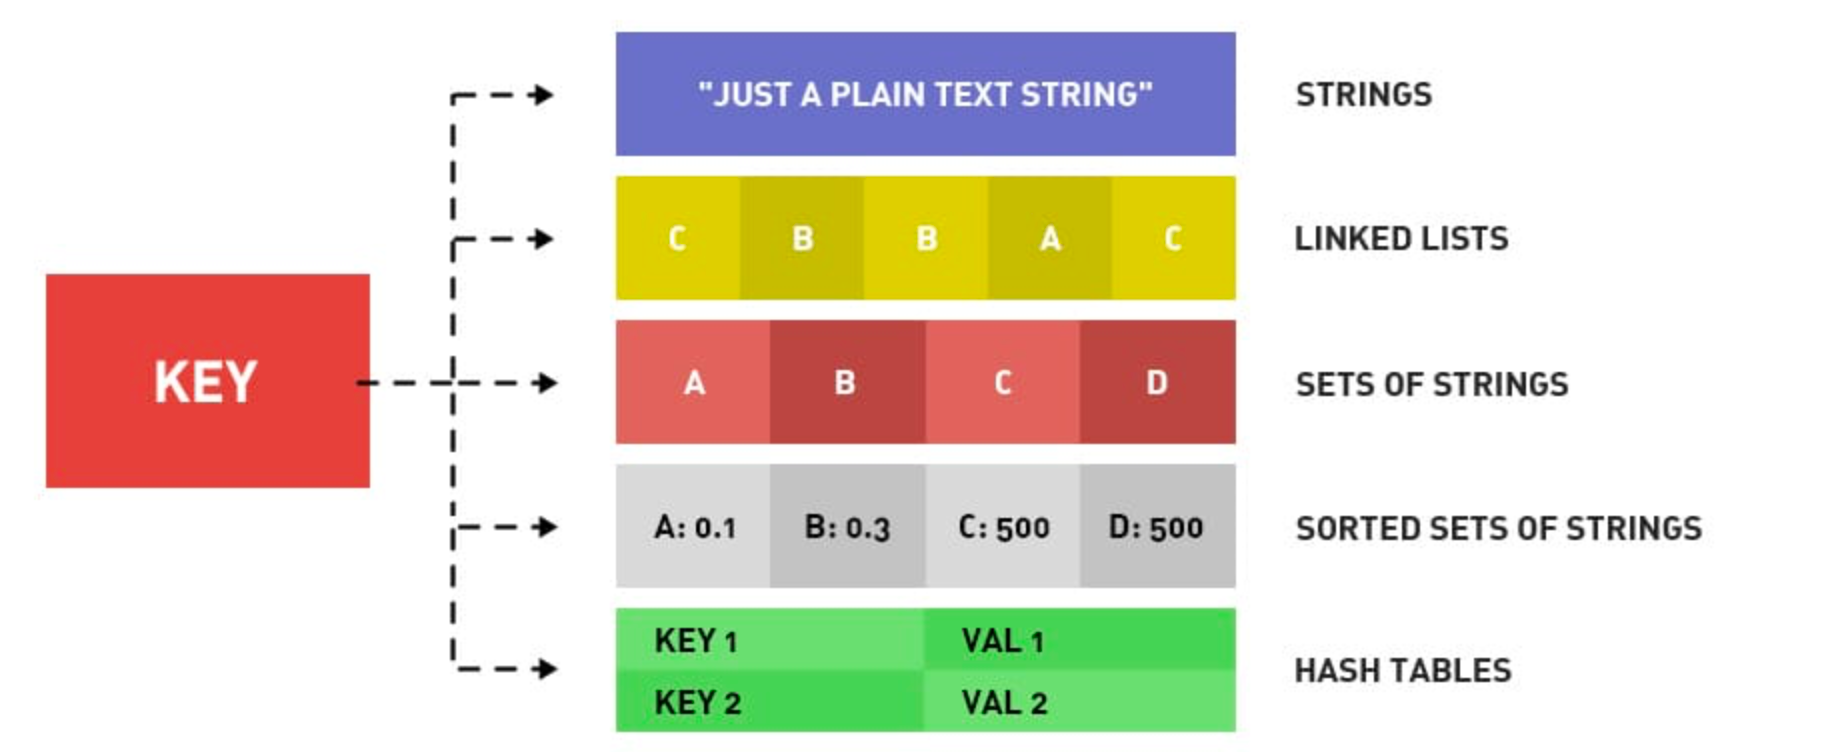 "JUST A PLAIN TEXT STRING" STRINGS
C B B A C LINKED LISTS
KEY
A B C D SETS OF STRINGS
A: 0.1 B: 0.3 C: 500 D: 500 SORTED SETS OF STRINGS
KEY 1 VAL 1
HASH TABLES
KEY 2 VAL 2